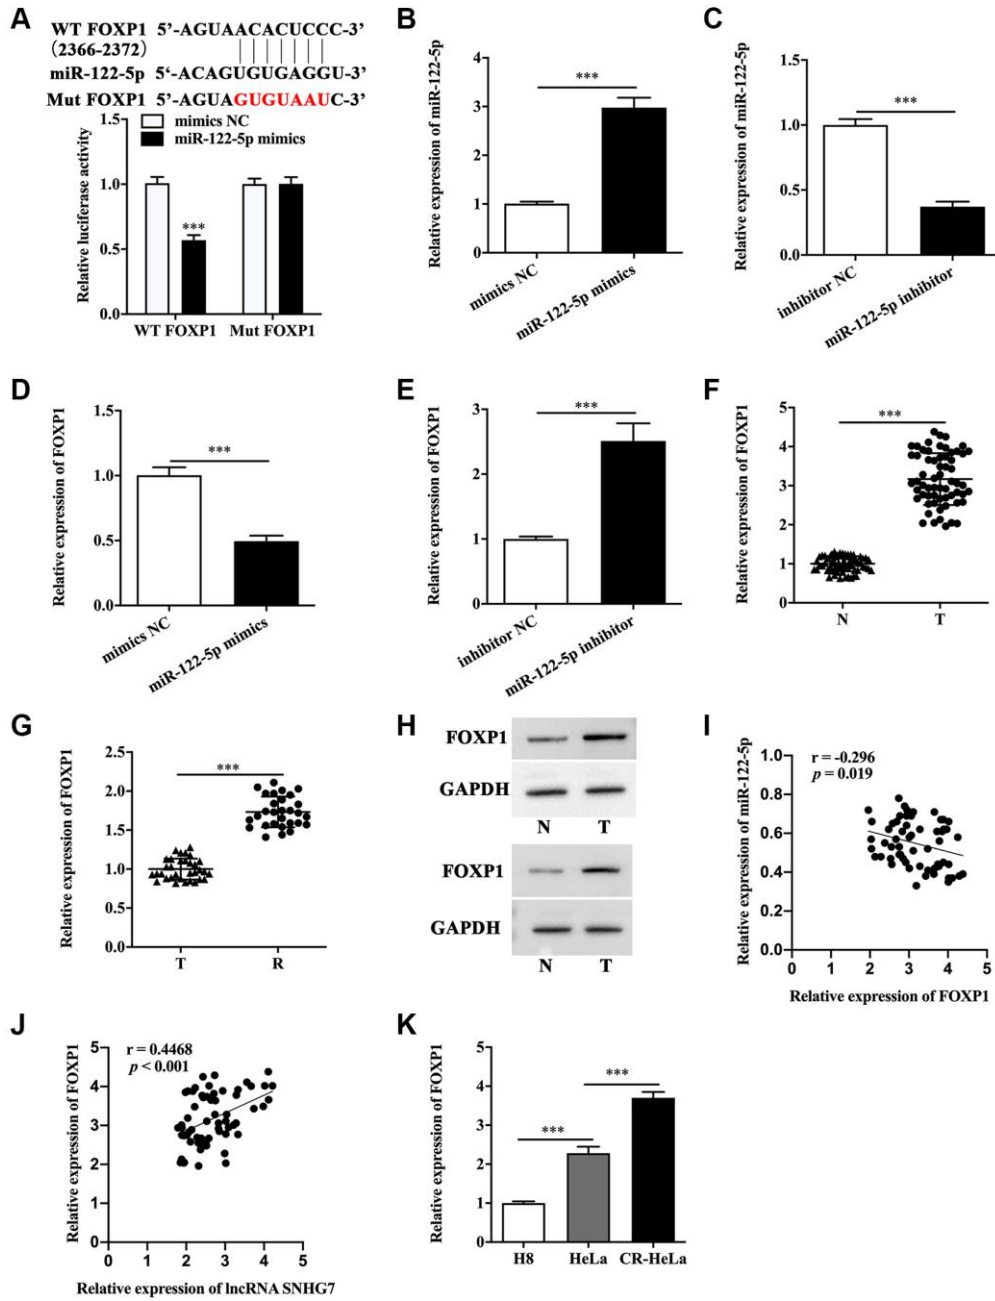 A
WT FOXP1 5’-AGUAACACUCCC-3’
(2366-2372)
miR-122-5p 5‘-ACAGUGUGAGGU-3’
Mut FOXP1 5’-AGUAGUGUAAUC-3’
mimics NC
miR-122-5p mimics
Relative luciferase activity
1.5
1.0
0.5
0.0
***
WT FOXP1 Mut FOXP1
B
Relative expression of miR-122-5p
5
4
3
2
1
0
***
mimics NC
miR-122-5p mimics
C
Relative expression of miR-122-5p
1.5
1.0
0.5
0.0
***
inhibitor NC
miR-122-5p inhibitor
D
Relative expression of FOXP1
1.5
1.0
0.5
0.0
***
mimics NC
miR-122-5p mimics
E
Relative expression of FOXP1
3
2
1
0
***
inhibitor NC
miR-122-5p inhibitor
F
Relative expression of FOXP1
5
4
3
2
1
0
***
N T
G
Relative expression of FOXP1
2.5
2.0
1.5
1.0
0.5
0.0
***
T R
H
FOXP1
GAPDH
N T
FOXP1
GAPDH
N T
I
Relative expression of miR-122-5p
1.0
0.8
0.6
0.4
0.2
0.0
r = -0.296
p = 0.019
0 1 2 3 4 5
Relative expression of FOXP1
J
Relative expression of FOXP1
5
4
3
2
1
0
r = 0.4468
p < 0.001
0 1 2 3 4 5
Relative expression of lncRNA SNHG7
K
Relative expression of FOXP1
5
4
3
2
1
0
***
***
H8 HeLa CR-HeLa